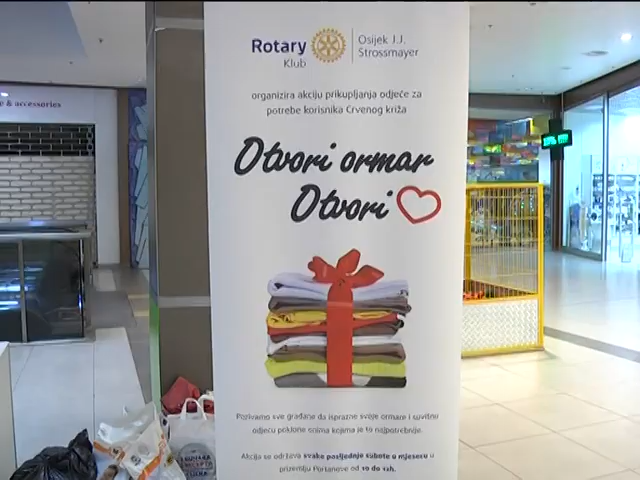 Rotary
Klub
Osijek J.J.
Strossmayer
organizira akciju prikupljanja odjeće za
potrebe korisnika Crvenog križa
& accessories
Otvori ormar
Otvori
Pozivamo sve građane da isprazne svoje ormare i suvišnu
odjeću poklone onima kojima je to najpotrebnije.
Akcija se održava svake posljednje subote u mjesecu u
prizemlju Portanove od 10 do 12h.